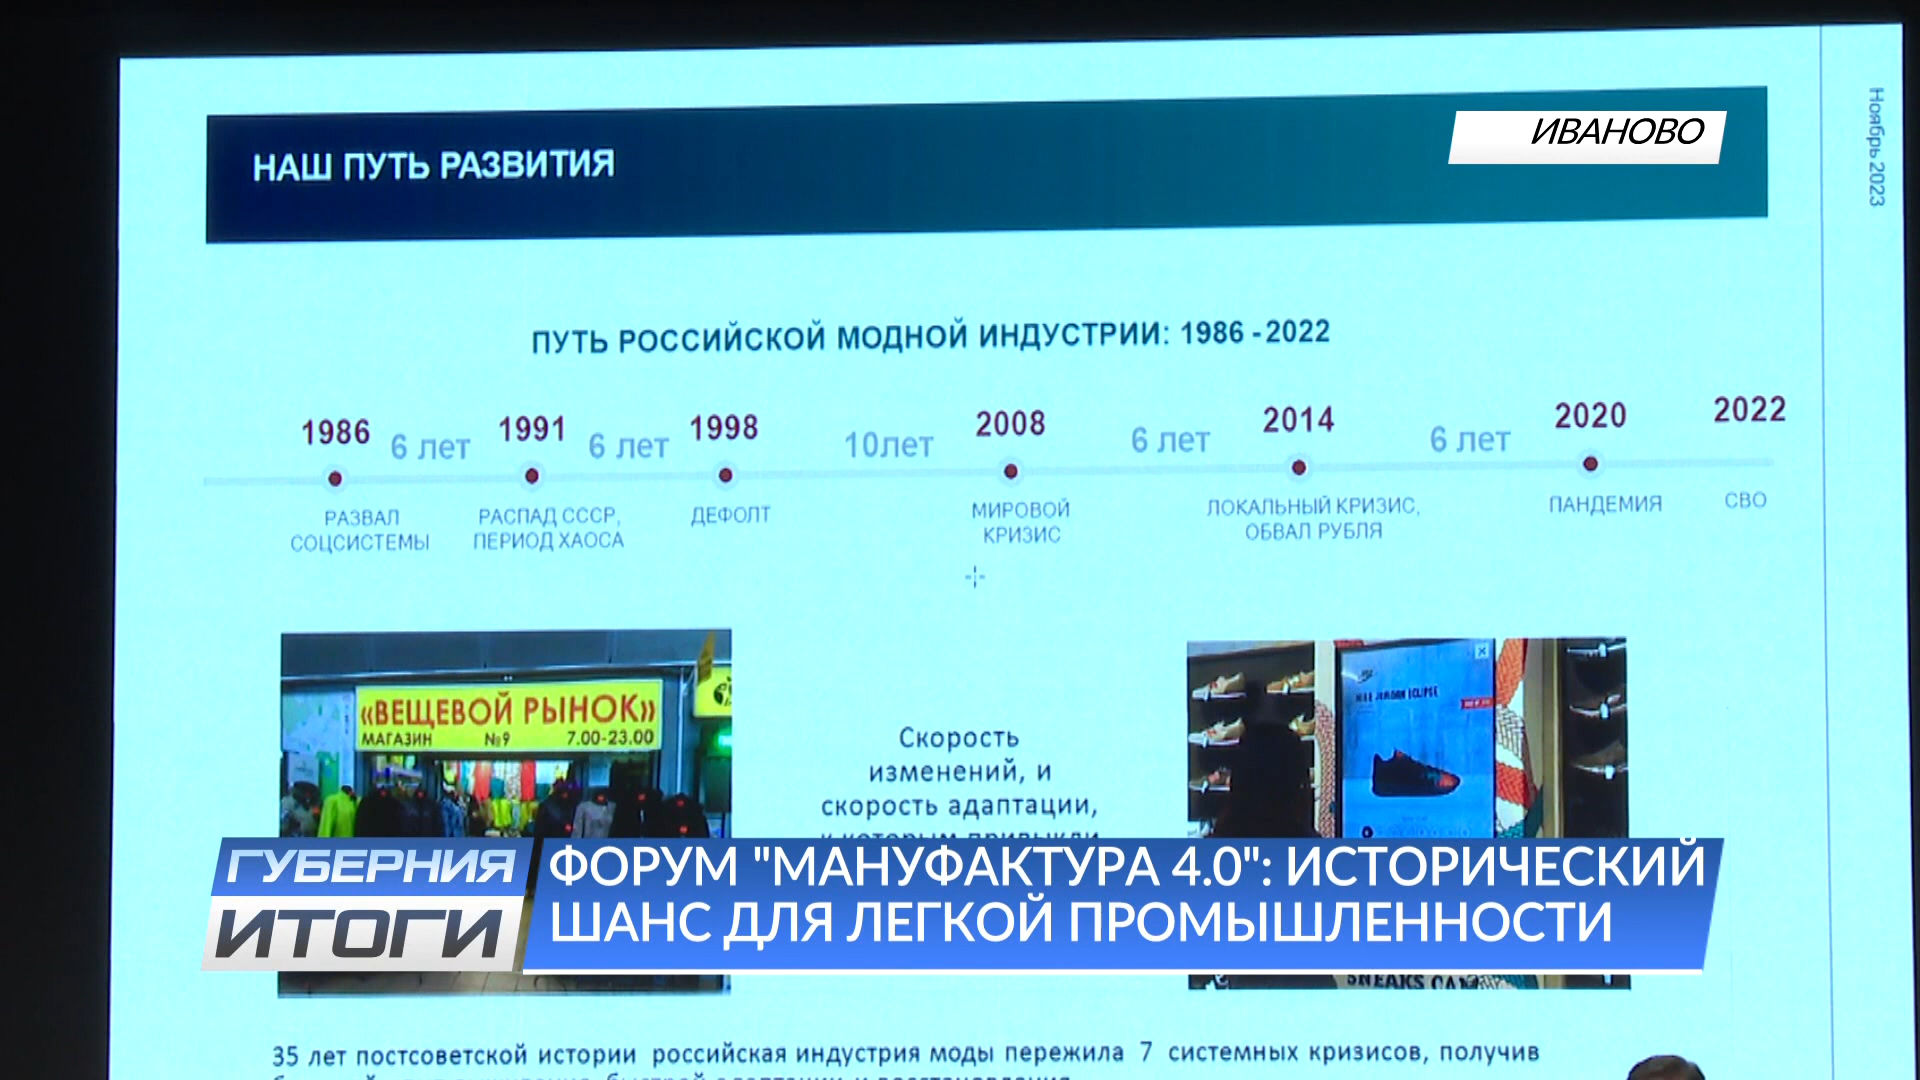 НАШ ПУТЬ РАЗВИТИЯ
ИВАНОВО
Ноябрь 2023
ПУТЬ РОССИЙСКОЙ МОДНОЙ ИНДУСТРИИ: 1986 - 2022
1986 6 лет 1991 6 лет 1998 10лет 2008 6 лет 2014 6 лет 2020 2022
РАЗВАЛ
СОЦСИСТЕМЫ
РАСПАД СССР,
ПЕРИОД ХАОСА
ДЕФОЛТ
МИРОВОЙ
КРИЗИС
ЛОКАЛЬНЫЙ КРИЗИС,
ОБВАЛ РУБЛЯ
ПАНДЕМИЯ
СВО
«ВЕЩЕВОЙ РЫНОК»
МАГАЗИН №9 7.00-23.00
Скорость
изменений, и
скорость адаптации,
к которым привыкли
JORDAN ECLIPSE
ГУБЕРНИЯ
ИТОГИ
ФОРУМ "МАНУФАКТУРА 4.0": ИСТОРИЧЕСКИЙ
ШАНС ДЛЯ ЛЕГКОЙ ПРОМЫШЛЕННОСТИ
35 лет постсоветской истории российская индустрия моды пережила 7 системных кризисов, получив